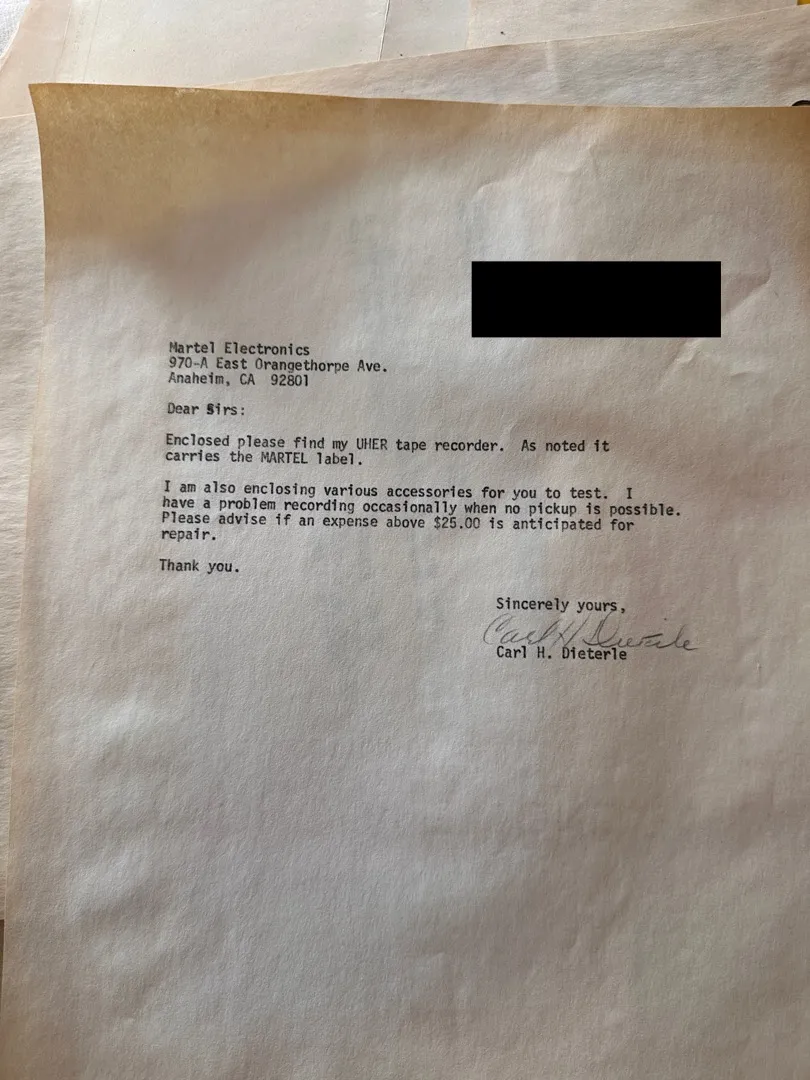 Martel Electronics
970-A East Orangethorpe Ave.
Anaheim, CA  92801
Dear Sirs:
Enclosed please find my UHER tape recorder.  As noted it
carries the MARTEL label.
I am also enclosing various accessories for you to test.  I
have a problem recording occasionally when no pickup is possible.
Please advise if an expense above $25.00 is anticipated for
repair.
Thank you.
Sincerely yours,
Carl H Dieterle
Carl H. Dieterle